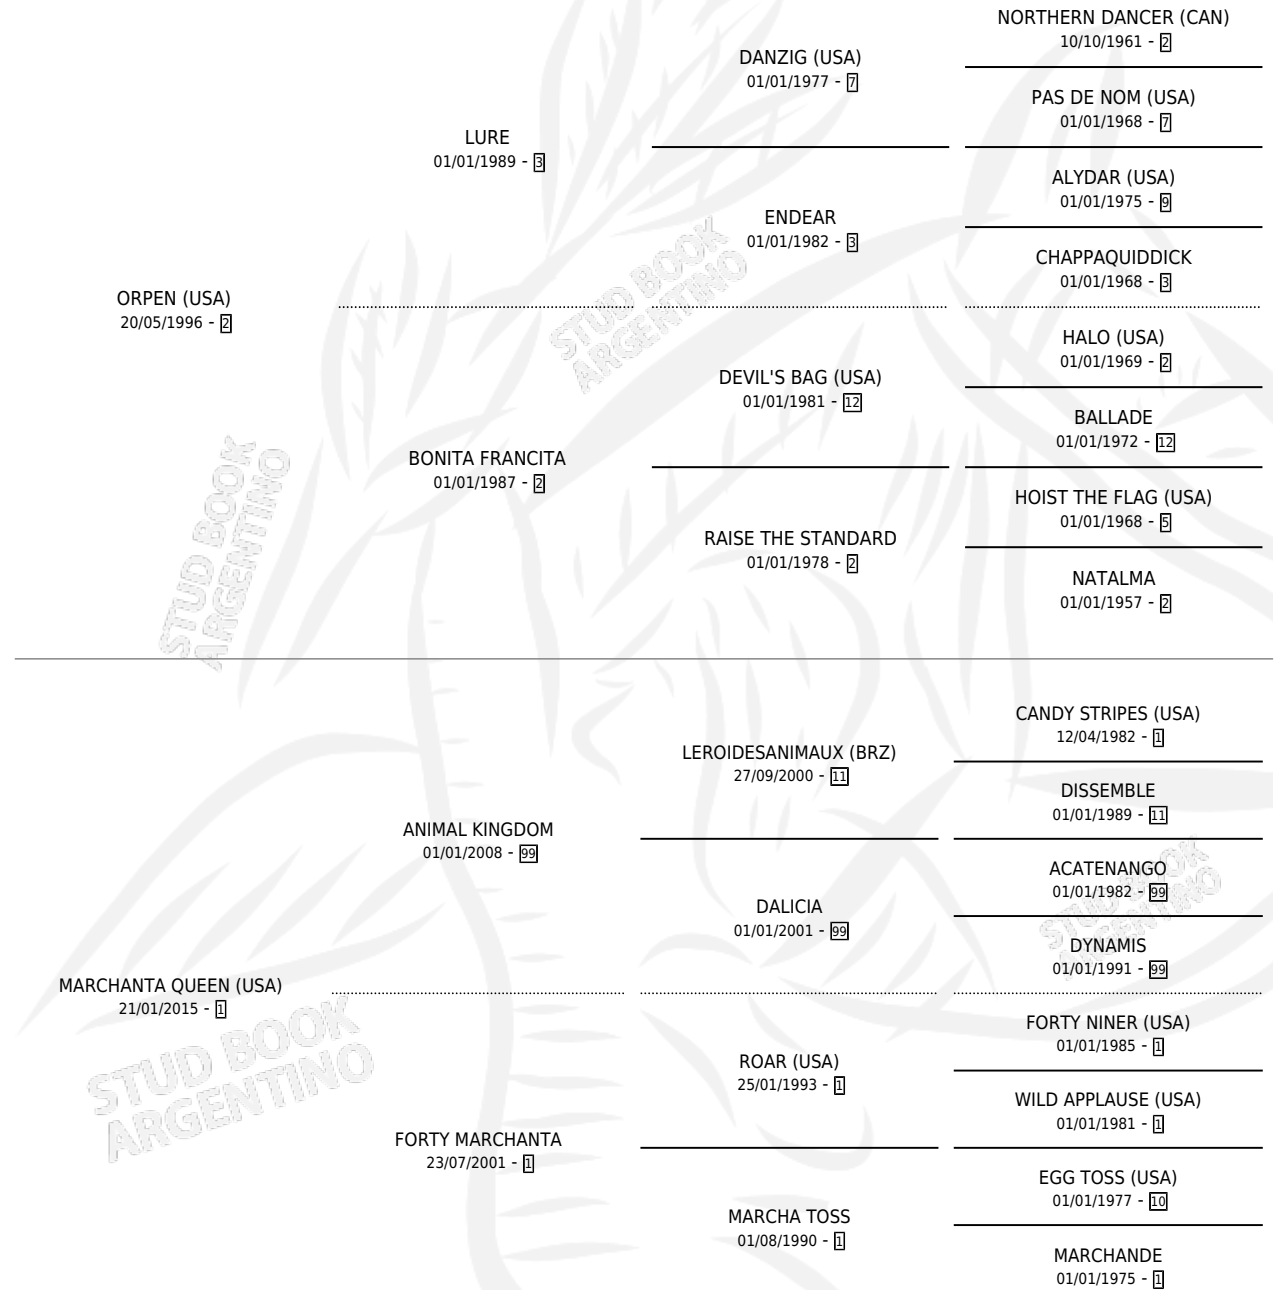 NORTHERN DANCER (CAN)
10/10/1961 - 2
DANZIG (USA)
01/01/1977 - 7
PAS DE NOM (USA)
01/01/1968 - 7
LURE
01/01/1989 - 3
ALYDAR (USA)
01/01/1975 - 9
ENDEAR
01/01/1982 - 3
CHAPPAQUIDDICK
01/01/1968 - 3
ORPEN (USA)
20/05/1996 - 2
HALO (USA)
01/01/1969 - 2
DEVIL'S BAG (USA)
01/01/1981 - 12
BALLADE
01/01/1972 - 12
BONITA FRANCITA
01/01/1987 - 2
HOIST THE FLAG (USA)
01/01/1968 - 5
RAISE THE STANDARD
01/01/1978 - 2
NATALMA
01/01/1957 - 2
CANDY STRIPES (USA)
12/04/1982 - 1
LEROIDESANIMAUX (BRZ)
27/09/2000 - 11
DISSEMBLE
01/01/1989 - 11
ANIMAL KINGDOM
01/01/2008 - 99
ACATENANGO
01/01/1982 - 99
DALICIA
01/01/2001 - 99
DYNAMIS
01/01/1991 - 99
MARCHANTA QUEEN (USA)
21/01/2015 - 1
FORTY NINER (USA)
01/01/1985 - 1
ROAR (USA)
25/01/1993 - 1
WILD APPLAUSE (USA)
01/01/1981 - 1
FORTY MARCHANTA
23/07/2001 - 1
EGG TOSS (USA)
01/01/1977 - 10
MARCHA TOSS
01/08/1990 - 1
MARCHANDE
01/01/1975 - 1
STUD BOOK
ARGENTINO
STUD BOOK
ARGENTINO
STUD BOOK
ARGENTINO
STUD BOOK
ARGENTINO